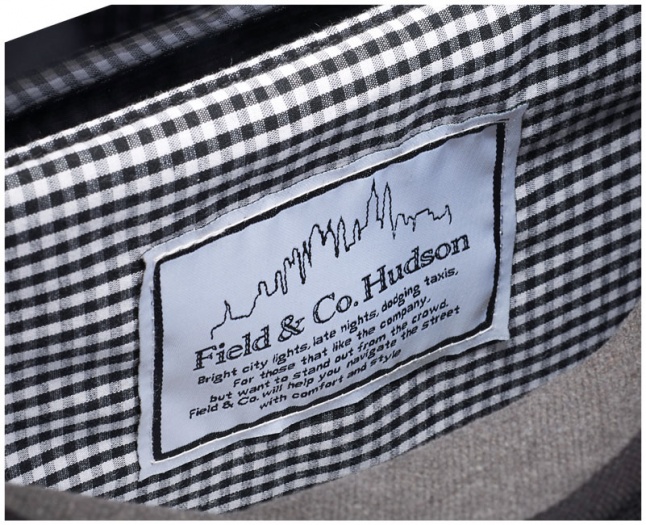 Field & Co. Hudson
Bright city lights, late nights, dodging taxis,
For those that like the company,
but want to stand out from the crowd.
Field & Co. will help you navigate the street
with comfort and style